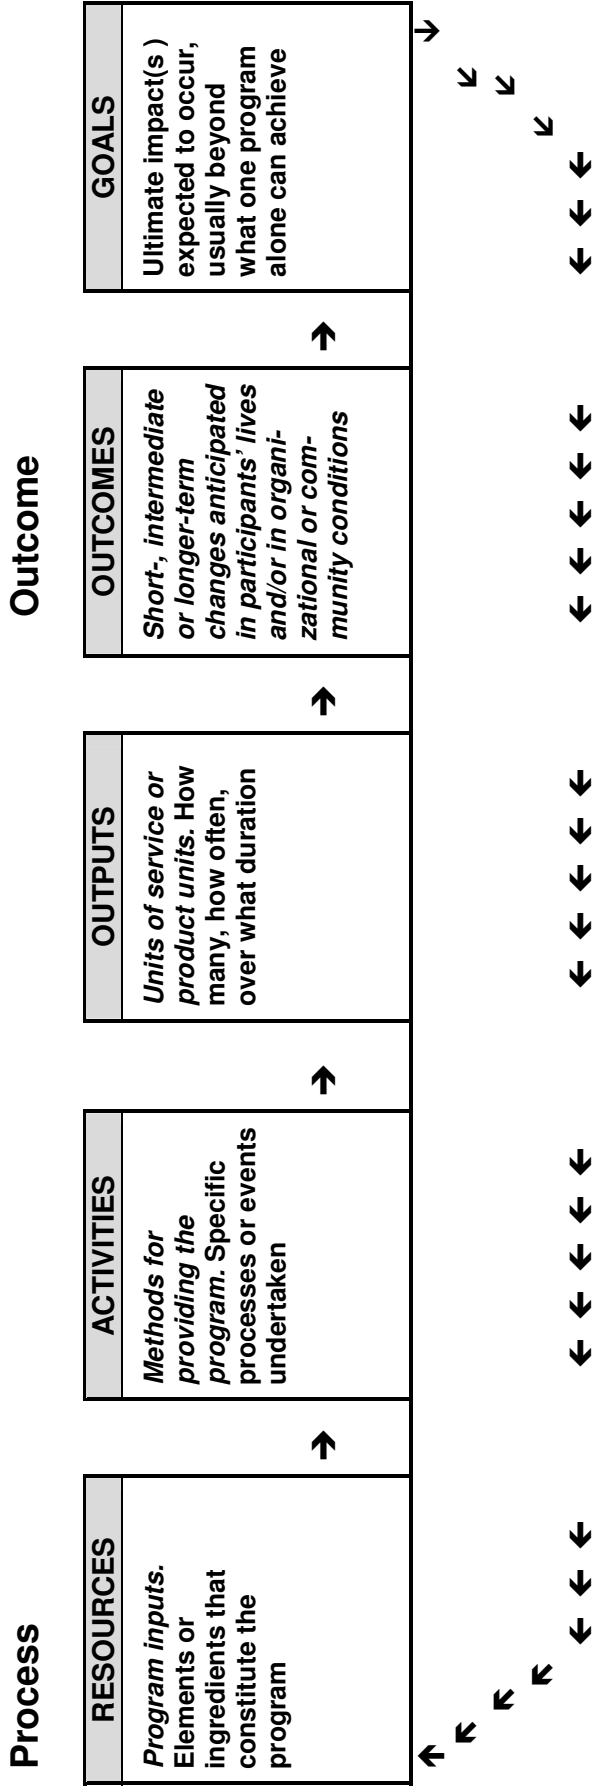 Process
Outcome
RESOURCES
Program inputs.
Elements or
ingredients that
constitute the
program
ACTIVITIES
Methods for
providing the
program. Specific
processes or events
undertaken
OUTPUTS
Units of service or
product units. How
many, how often,
over what duration
OUTCOMES
Short-, intermediate
or longer-term
changes anticipated
in participants' lives
and/or in organi-
zational or com-
munity conditions
GOALS
Ultimate impact(s )
expected to occur,
usually beyond
what one program
alone can achieve